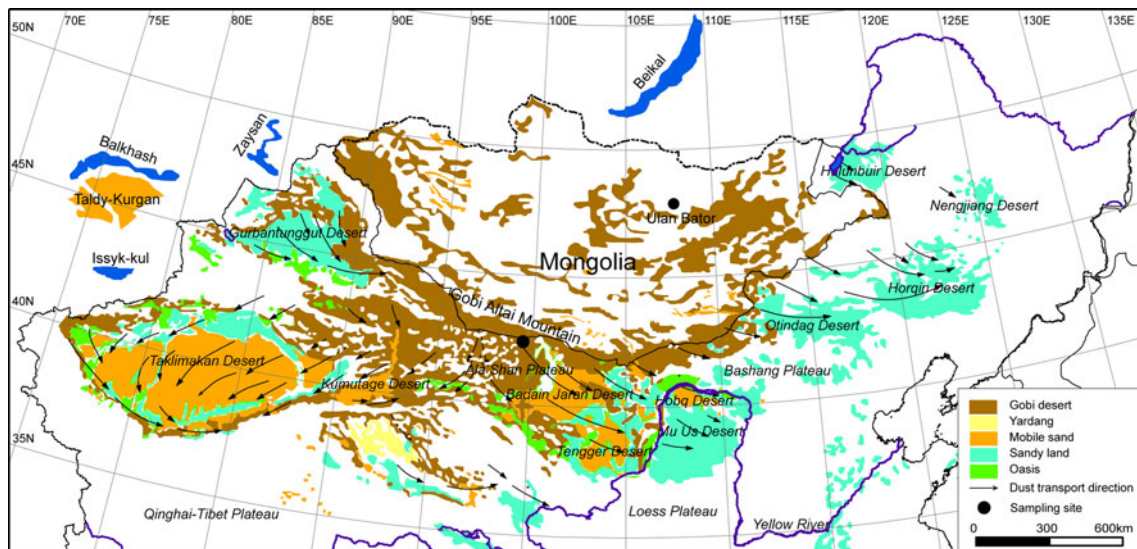 50N
70E
75E
80E
85E
90E
95E
100E
105E
110E
115E
120E
125E
130E
135E
Beikal
Zaysan
Balkhash
45N
Taldy-Kurgan
Hulunbuir Desert
Nengjiang Desert
Ulan Bator
Gurbantunggut Desert
Issyk-kul
Mongolia
Horqin Desert
40N
Gobi Altai Mountain
Otindag Desert
Taklimakan Desert
Ala Shan Plateau
Bashang Plateau
Kumutage Desert
Badain Jaran Desert
Hobq Desert
35N
Mu Us Desert
Tengger Desert
Qinghai-Tibet Plateau
Loess Plateau
Yellow River
Gobi desert
Yardang
Mobile sand
Sandy land
Oasis
Dust transport direction
Sampling site
0 300 600km